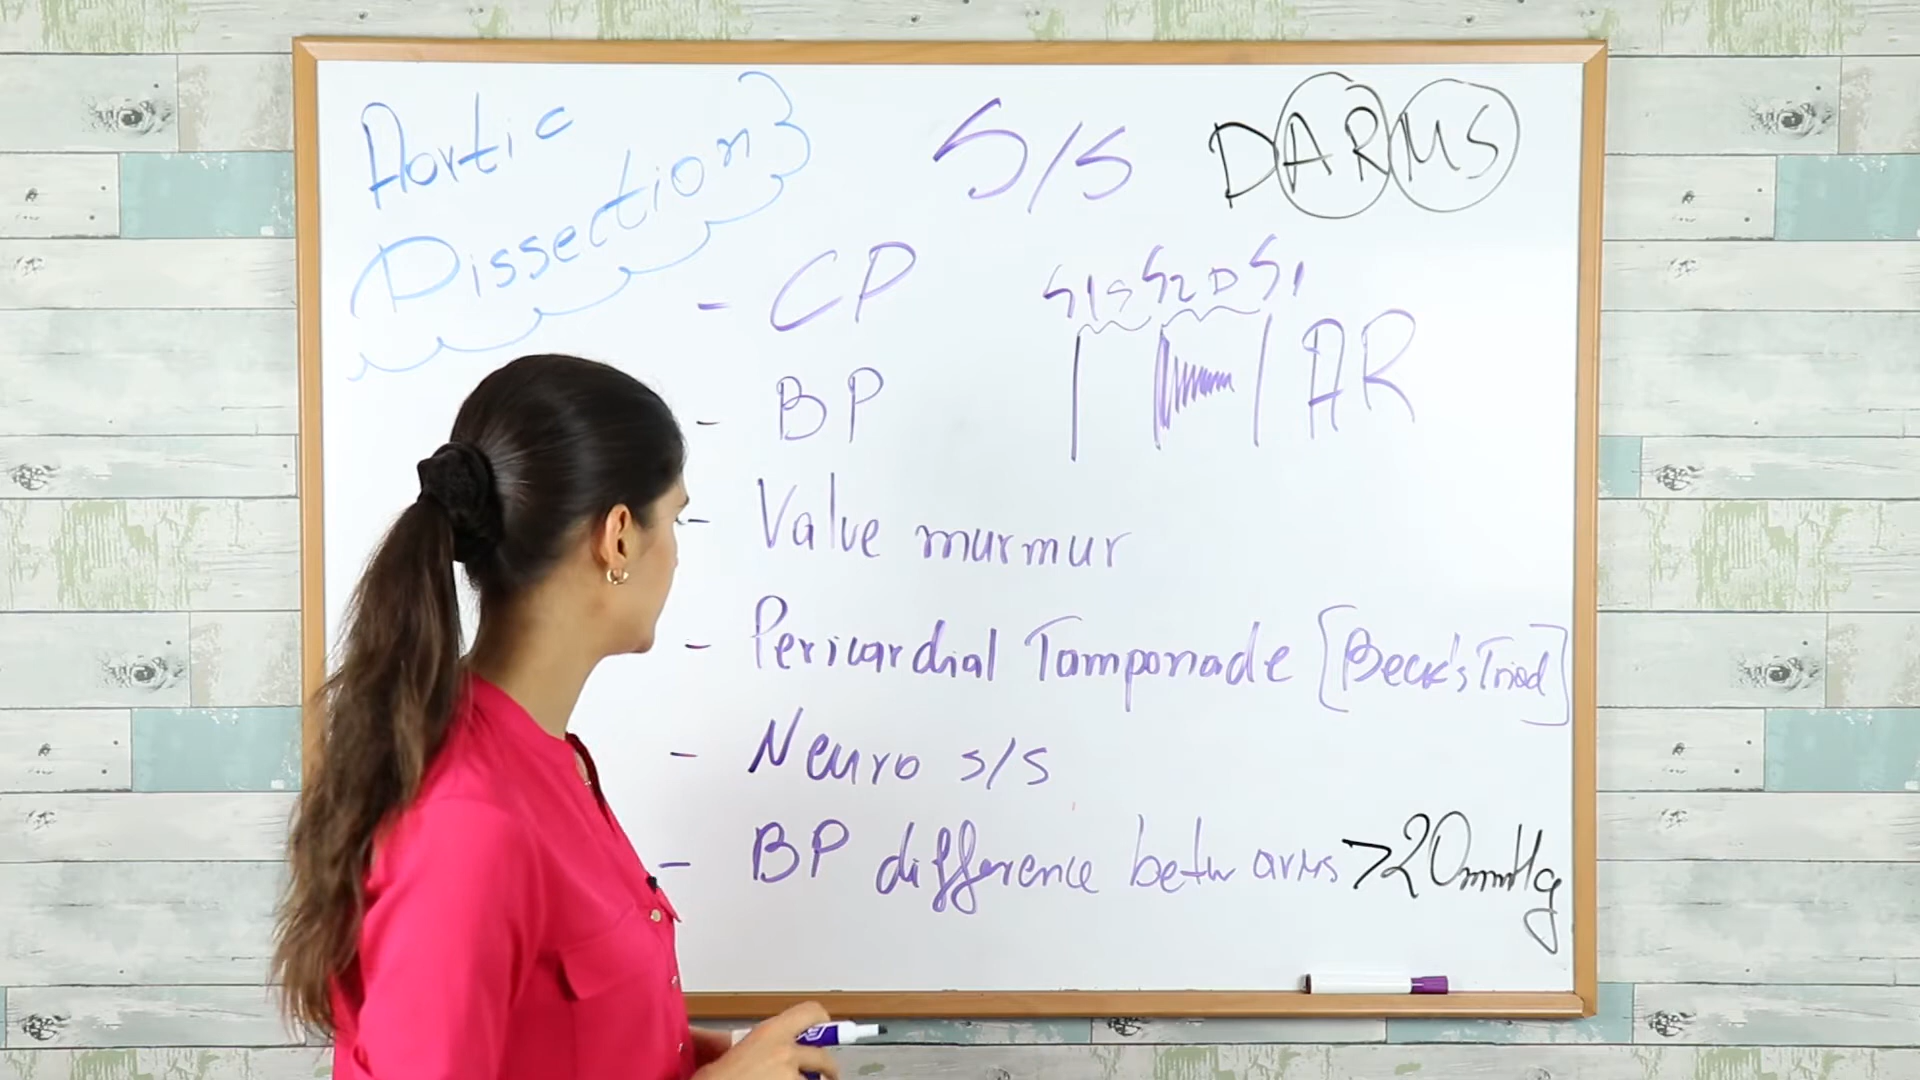 Aortic
Dissection
S/S
DARMS
- CP
S1 S S2 D S1
AR
- BP
- Valve murmur
- Pericardial Tamponade [Beck's Triad]
- Neuro s/s
- BP difference betw arms >20mmHg